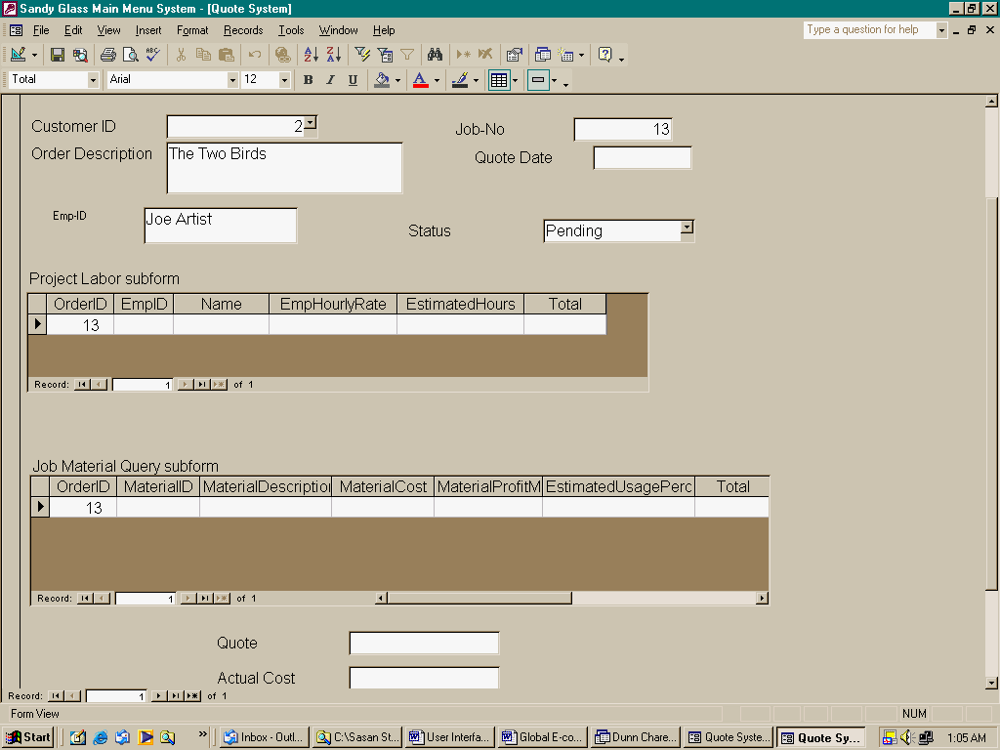 Sandy Glass Main Menu System - [Quote System]
File Edit View Insert Format Records Tools Window Help Type a question for help
Total Arial 12 B I U
Customer ID 2 Job-No 13
Order Description The Two Birds Quote Date
Emp-ID Joe Artist Status Pending
Project Labor subform
OrderID EmpID Name EmpHourlyRate EstimatedHours Total
13
Record: 1 of 1
Job Material Query subform
OrderID MaterialID MaterialDescription MaterialCost MaterialProfitM EstimatedUsagePerc Total
13
Record: 1 of 1
Quote
Actual Cost
Record: 1 of 1
Form View NUM
Start Inbox - Outl... C:\Sasan St... User Interfa... Global E-co... Dunn Chare... Quote Syste... Quote Sy... 1:05 AM